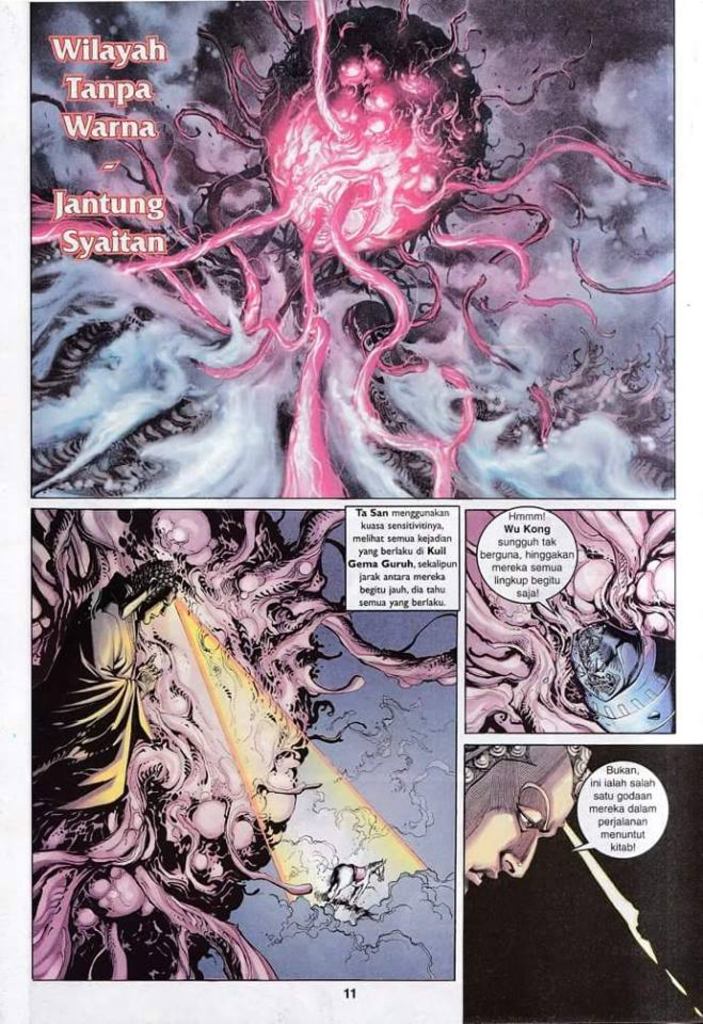 Wilayah
Tanpa
Warna
-
Jantung
Syaitan
Ta San menggunakan
kuasa sensitivitinya,
melihat semua kejadian
yang berlaku di Kuil
Gema Guruh, sekalipun
jarak antara mereka
begitu jauh, dia tahu
semua yang berlaku.
Hmmm!
Wu Kong
sungguh tak
berguna, hinggakan
mereka semua
lingkup begitu
saja!
Bukan,
ini ialah salah
satu godaan
mereka dalam
perjalanan
menuntut
kitab!
11